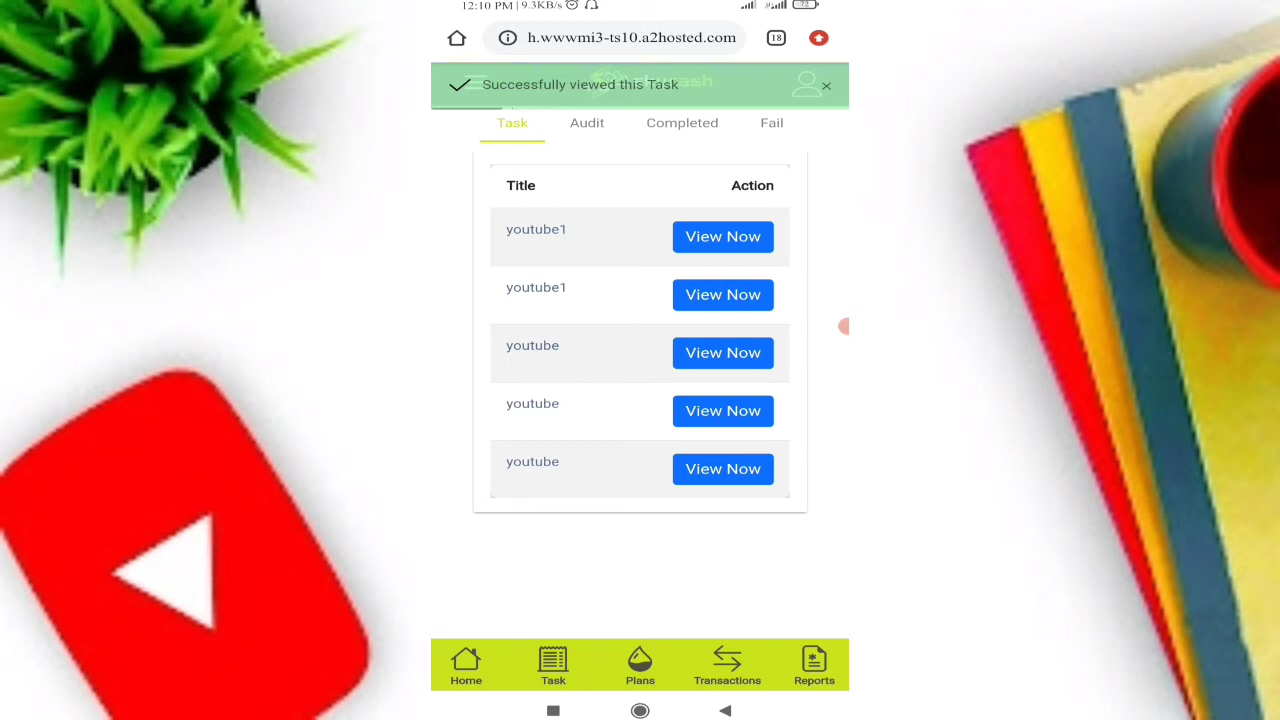 12:10 PM | 9.3KB/s
72
h.wwwmi3-ts10.a2hosted.com
18
Successfully viewed this Task
×
Task Audit Completed Fail
Title Action
youtube1 View Now
youtube1 View Now
youtube View Now
youtube View Now
youtube View Now
Home Task Plans Transactions Reports